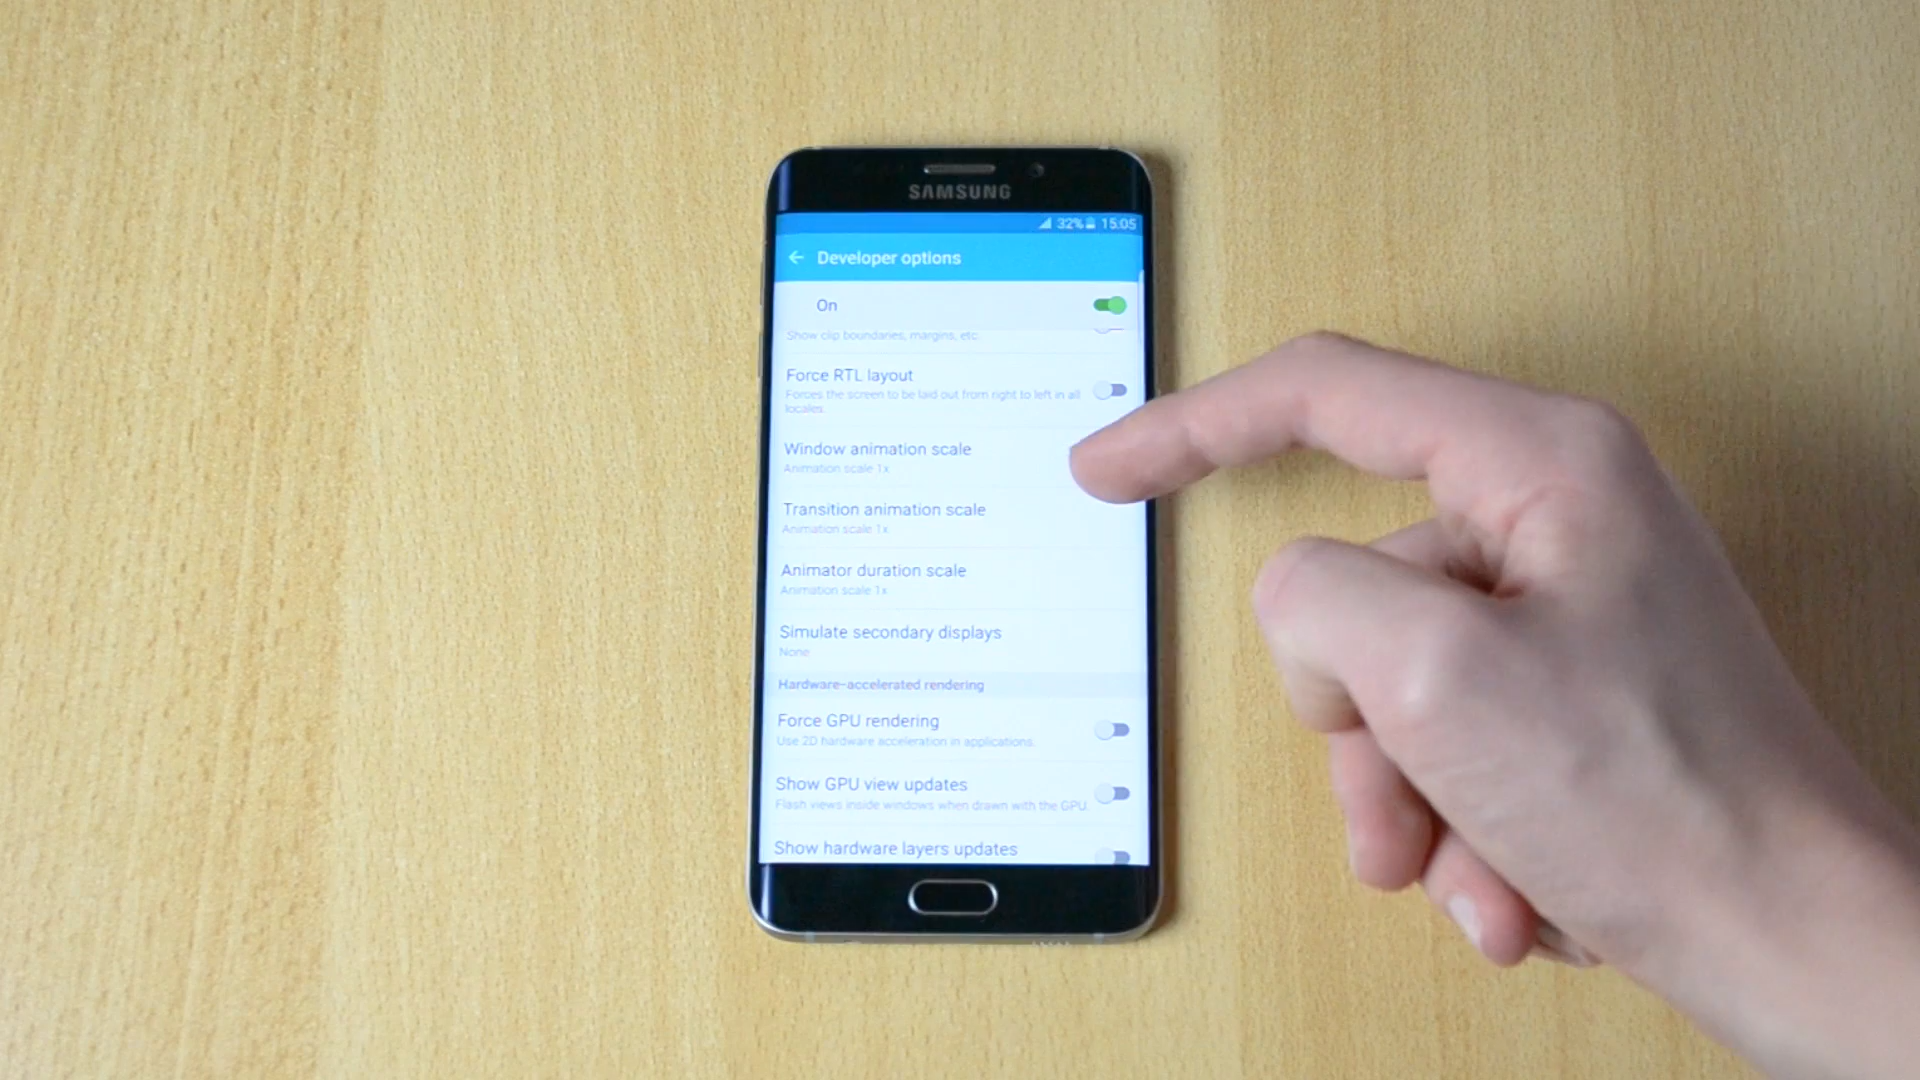 SAMSUNG
32% 15:05
Developer options
On
Show clip boundaries, margins, etc.
Force RTL layout
Forces the screen to be laid out from right to left in all
locales.
Window animation scale
Animation scale 1x
Transition animation scale
Animation scale 1x
Animator duration scale
Animation scale 1x
Simulate secondary displays
None
Hardware-accelerated rendering
Force GPU rendering
Use 2D hardware acceleration in applications.
Show GPU view updates
Flash views inside windows when drawn with the GPU.
Show hardware layers updates